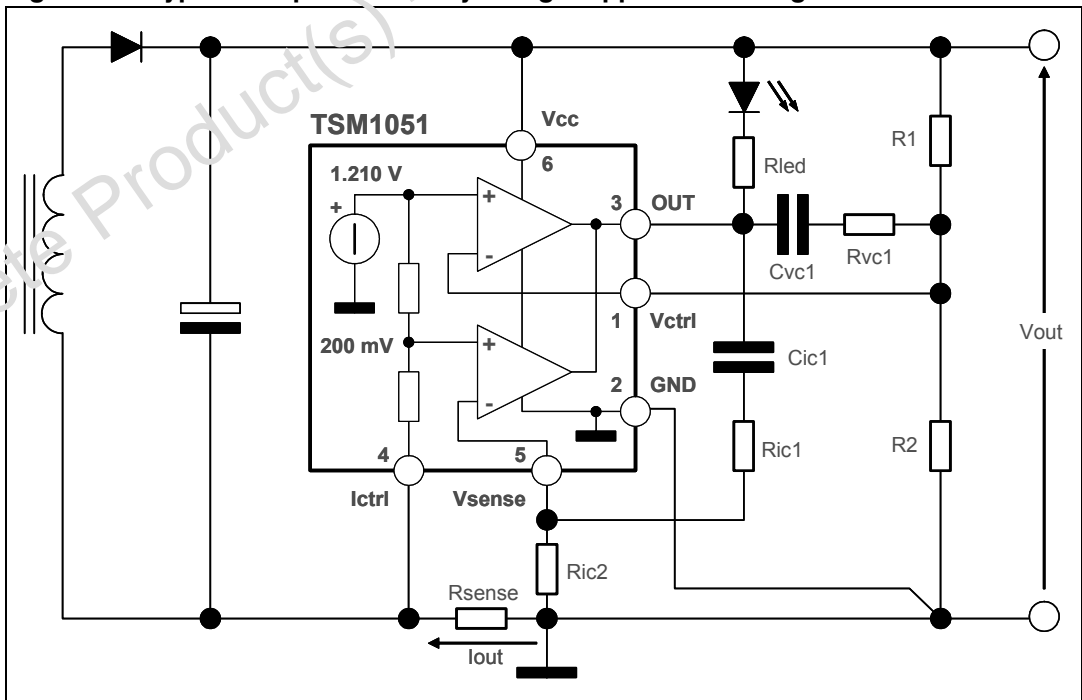 TSM1051
Vcc
6
1.210 V
+
+
-
3
OUT
1
Vctrl
200 mV
+
-
2
GND
4
Ictrl
5
Vsense
Rled
Cvc1
Rvc1
Cic1
Ric1
Ric2
Rsense
Iout
R1
R2
Vout
Product(s)